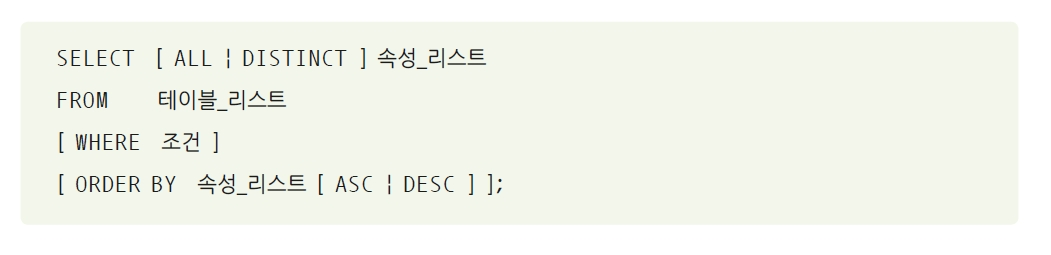 SELECT [ ALL ¦ DISTINCT ] 속성_리스트
FROM 테이블_리스트
[ WHERE 조건 ]
[ ORDER BY 속성_리스트 [ ASC ¦ DESC ] ];